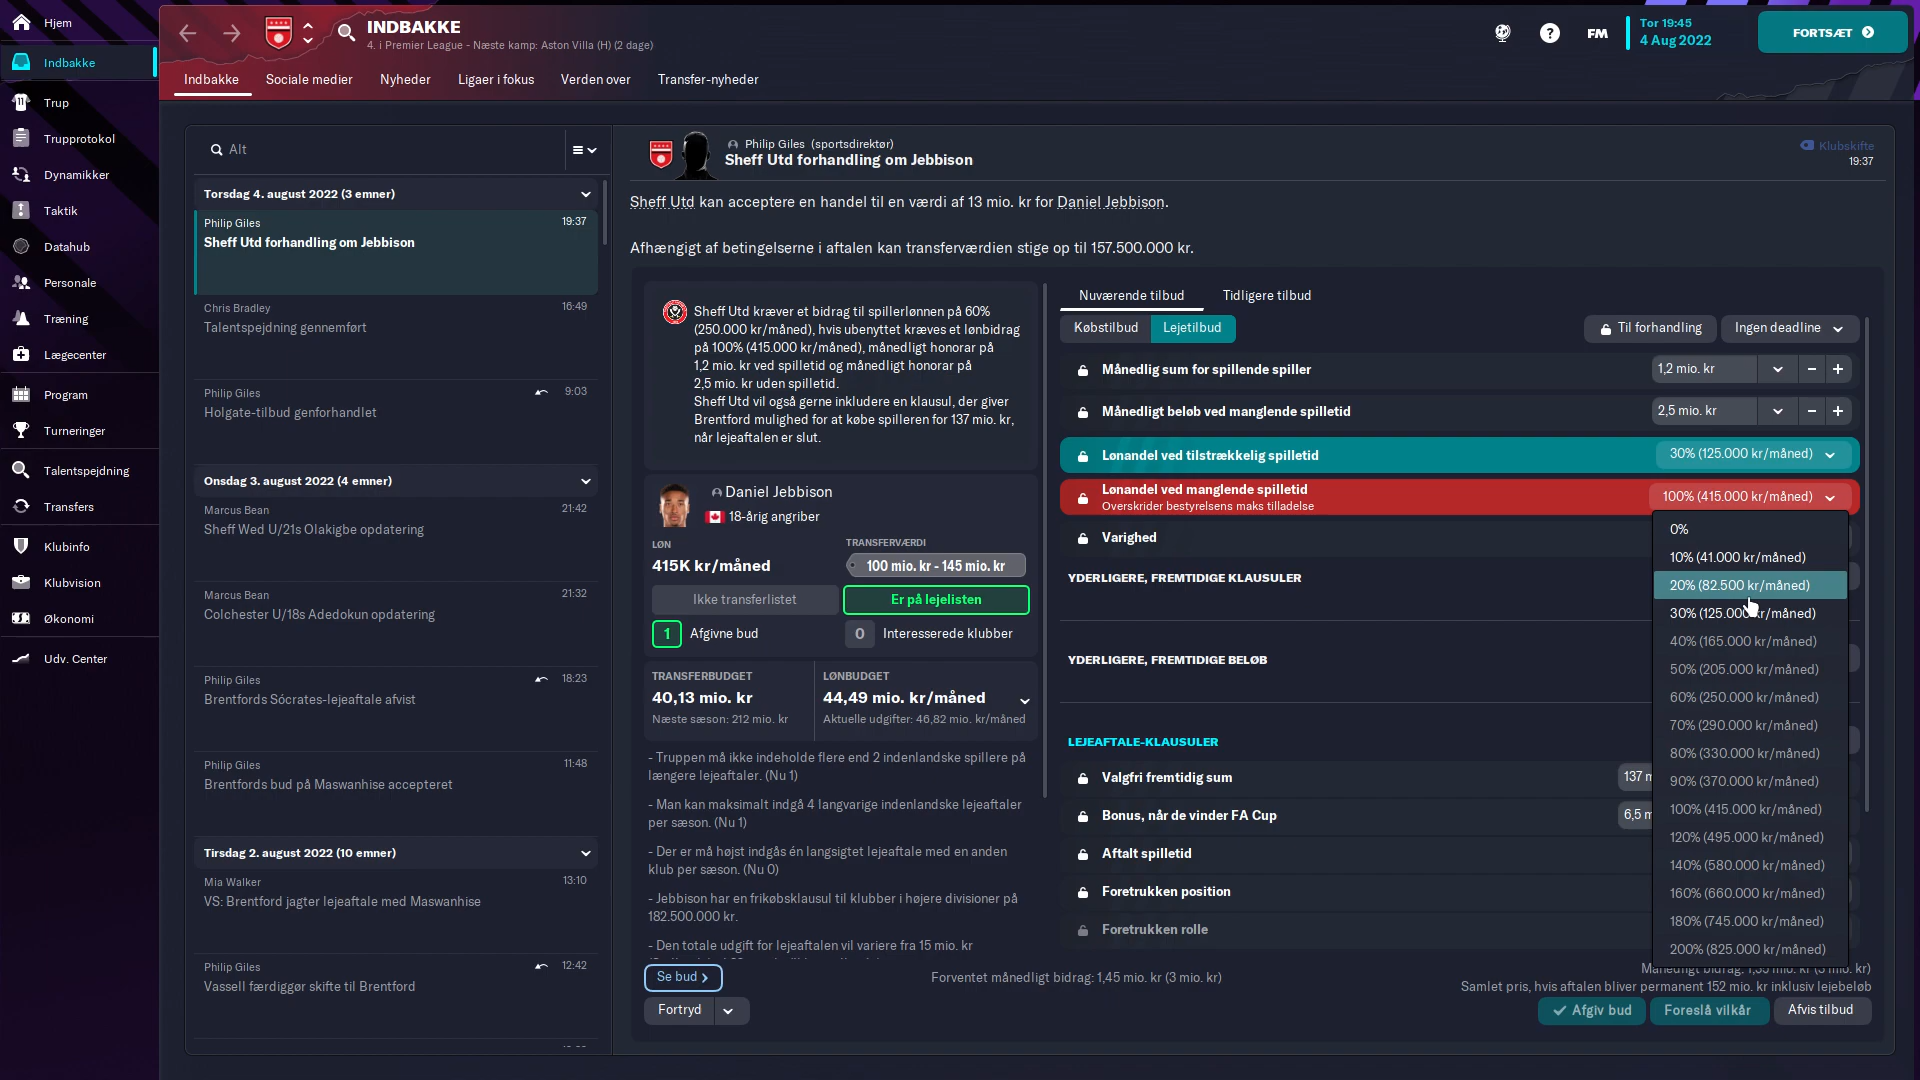 Hjem
Indbakke
Trup
Trupprotokol
Dynamikker
Taktik
Datahub
Personale
Træning
Lægecenter
Program
Turneringer
Talentspejdning
Transfers
Klubinfo
Klubvision
Økonomi
Udv. Center
INDBAKKE
4. i Premier League - Næste kamp: Aston Villa (H) (2 dage)
FM
Tor 19:45
4 Aug 2022
FORTSÆT
Indbakke
Sociale medier
Nyheder
Ligaer i fokus
Verden over
Transfer-nyheder
Alt
Torsdag 4. august 2022 (3 emner)
Philip Giles 19:37
Sheff Utd forhandling om Jebbison
Chris Bradley 16:49
Talentspejdning gennemført
Philip Giles 9:03
Holgate-tilbud genforhandlet
Onsdag 3. august 2022 (4 emner)
Marcus Bean 21:42
Sheff Wed U/21s Olakigbe opdatering
Marcus Bean 21:32
Colchester U/18s Adedokun opdatering
Philip Giles 18:23
Brentfords Sócrates-lejeaftale afvist
Philip Giles 11:48
Brentfords bud på Maswanhise accepteret
Tirsdag 2. august 2022 (10 emner)
Mia Walker 13:10
VS: Brentford jagter lejeaftale med Maswanhise
Philip Giles 12:42
Vassell færdiggør skifte til Brentford
Philip Giles (sportsdirektør)
Sheff Utd forhandling om Jebbison
Klubskifte
19:37
Sheff Utd kan acceptere en handel til en værdi af 13 mio. kr for Daniel Jebbison.
Afhængigt af betingelserne i aftalen kan transferværdien stige op til 157.500.000 kr.
Sheff Utd kræver et bidrag til spillerlønnen på 60%
(250.000 kr/måned), hvis ubenyttet kræves et lønbidrag
på 100% (415.000 kr/måned), månedligt honorar på
1,2 mio. kr ved spilletid og månedligt honorar på
2,5 mio. kr uden spilletid.
Sheff Utd vil også gerne inkludere en klausul, der giver
Brentford mulighed for at købe spilleren for 137 mio. kr,
når lejeaftalen er slut.
Daniel Jebbison
18-årig angriber
LØN
415K kr/måned
TRANSFERVÆRDI
100 mio. kr - 145 mio. kr
Ikke transferlistet
Er på lejelisten
1 Afgivne bud
0 Interesserede klubber
TRANSFERBUDGET
40,13 mio. kr
Næste sæson: 212 mio. kr
LØNBUDGET
44,49 mio. kr/måned
Aktuelle udgifter: 46,82 mio. kr/måned
- Truppen må ikke indeholde flere end 2 indenlandske spillere på
længere lejeaftaler. (Nu 1)
- Man kan maksimalt indgå 4 langvarige indenlandske lejeaftaler
per sæson. (Nu 1)
- Der er må højst indgås én langsigtet lejeaftale med en anden
klub per sæson. (Nu 0)
- Jebbison har en frikøbsklausul til klubber i højere divisioner på
182.500.000 kr.
- Den totale udgift for lejeaftalen vil variere fra 15 mio. kr
Nuværende tilbud
Tidligere tilbud
Købstilbud
Lejetilbud
Til forhandling
Ingen deadline
Månedlig sum for spillende spiller 1,2 mio. kr
Månedligt beløb ved manglende spilletid 2,5 mio. kr
Lønandel ved tilstrækkelig spilletid 30% (125.000 kr/måned)
Lønandel ved manglende spilletid 100% (415.000 kr/måned)
Overskrider bestyrelsens maks tilladelse
Varighed
YDERLIGERE, FREMTIDIGE KLAUSULER
YDERLIGERE, FREMTIDIGE BELØB
LEJEAFTALE-KLAUSULER
Valgfri fremtidig sum 137 m
Bonus, når de vinder FA Cup 6,5 m
Aftalt spilletid
Foretrukken position
Foretrukken rolle
0%
10% (41.000 kr/måned)
20% (82.500 kr/måned)
30% (125.000 kr/måned)
40% (165.000 kr/måned)
50% (205.000 kr/måned)
60% (250.000 kr/måned)
70% (290.000 kr/måned)
80% (330.000 kr/måned)
90% (370.000 kr/måned)
100% (415.000 kr/måned)
120% (495.000 kr/måned)
140% (580.000 kr/måned)
160% (660.000 kr/måned)
180% (745.000 kr/måned)
200% (825.000 kr/måned)
Se bud
Forventet månedligt bidrag: 1,45 mio. kr (3 mio. kr)
Månedligt bidrag: 1,35 mio. kr (3 mio. kr)
Samlet pris, hvis aftalen bliver permanent 152 mio. kr inklusiv lejebeløb
Fortryd
Afgiv bud
Foreslå vilkår
Afvis tilbud